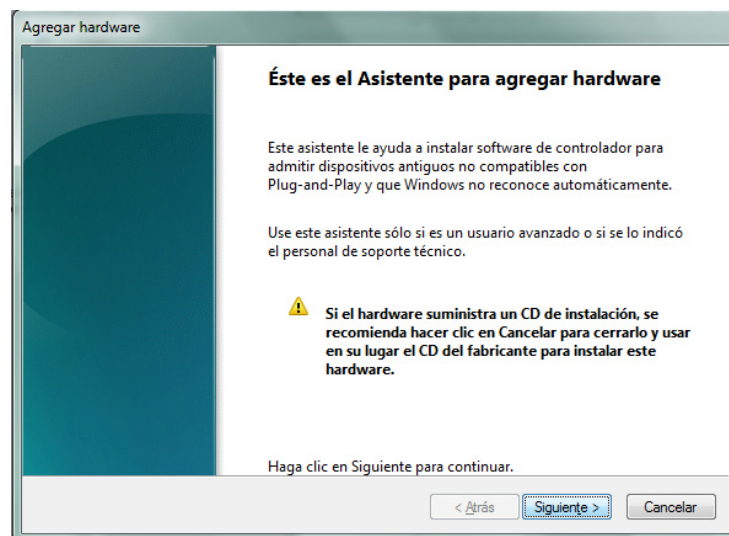 Agregar hardware
Éste es el Asistente para agregar hardware
Este asistente le ayuda a instalar software de controlador para
admitir dispositivos antiguos no compatibles con
Plug-and-Play y que Windows no reconoce automáticamente.
Use este asistente sólo si es un usuario avanzado o si se lo indicó
el personal de soporte técnico.
Si el hardware suministra un CD de instalación, se
recomienda hacer clic en Cancelar para cerrarlo y usar
en su lugar el CD del fabricante para instalar este
hardware.
Haga clic en Siguiente para continuar.
< Atrás Siguiente > Cancelar